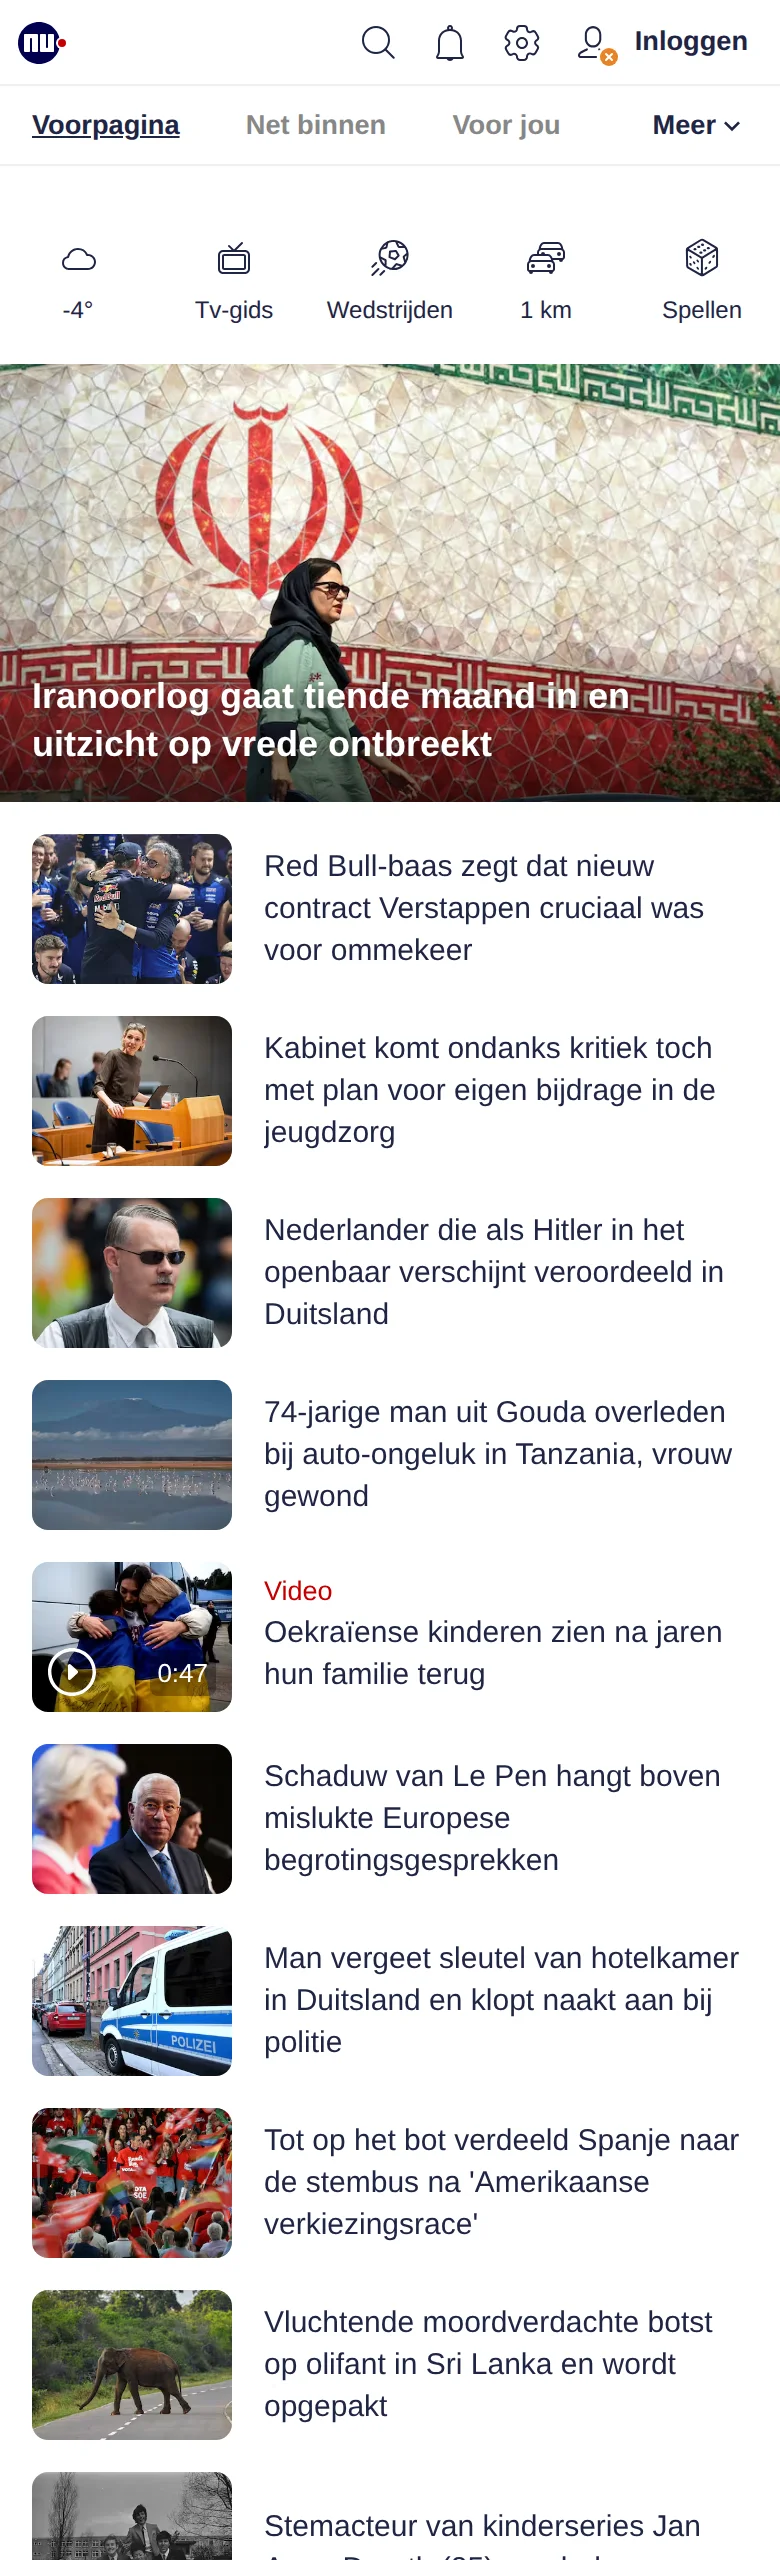 nu
Inloggen
Voorpagina
Net binnen
Voor jou
Meer
-4°
Tv-gids
Wedstrijden
1 km
Spellen
Iranoorlog gaat tiende maand in en
uitzicht op vrede ontbreekt
Red Bull-baas zegt dat nieuw
contract Verstappen cruciaal was
voor ommekeer
Kabinet komt ondanks kritiek toch
met plan voor eigen bijdrage in de
jeugdzorg
Nederlander die als Hitler in het
openbaar verschijnt veroordeeld in
Duitsland
74-jarige man uit Gouda overleden
bij auto-ongeluk in Tanzania, vrouw
gewond
Video
Oekraïense kinderen zien na jaren
hun familie terug
0:47
Schaduw van Le Pen hangt boven
mislukte Europese
begrotingsgesprekken
Man vergeet sleutel van hotelkamer
in Duitsland en klopt naakt aan bij
politie
POLIZEI
Tot op het bot verdeeld Spanje naar
de stembus na 'Amerikaanse
verkiezingsrace'
Vluchtende moordverdachte botst
op olifant in Sri Lanka en wordt
opgepakt
Stemacteur van kinderseries Jan